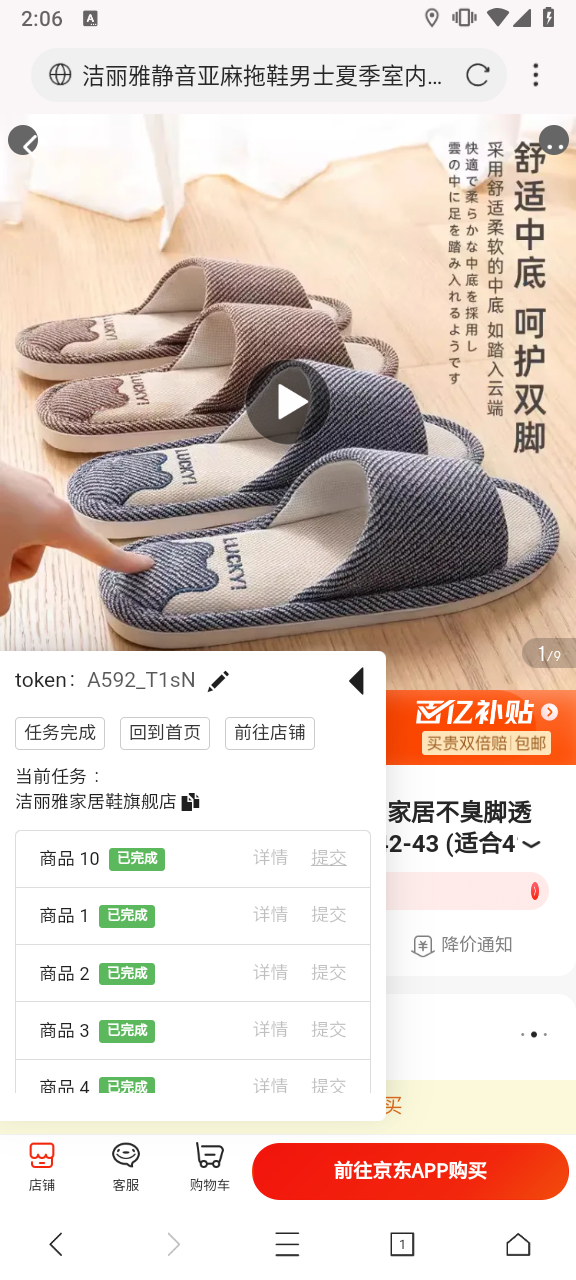 2:06
A
洁丽雅静音亚麻拖鞋男士夏季室内...
舒适中底 呵护双脚
采用舒适柔软的中底 如踏入云端
快適で柔らかな中底を採用し
雲の中に足を踏み入れるようです
LUCKY!
LUCKY!
LUCKY!
LUCKY!
1/9
token: A592_T1sN
任务完成
回到首页
前往店铺
当前任务：
洁丽雅家居鞋旗舰店
百亿补贴
买贵双倍赔 | 包邮
家居不臭脚透
2-43 (适合4
降价通知
商品 10 已完成 详情 提交
商品 1 已完成 详情 提交
商品 2 已完成 详情 提交
商品 3 已完成 详情 提交
商品 4 已完成 详情 提交
买
店铺
客服
购物车
前往京东APP购买
1